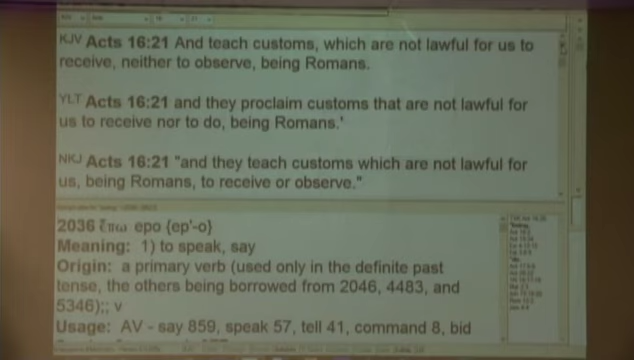 KJV Acts 16:21 And teach customs, which are not lawful for us to
receive, neither to observe, being Romans.
YLT Acts 16:21 and they proclaim customs that are not lawful for
us to receive nor to do, being Romans.'
NKJ Acts 16:21 "and they teach customs which are not lawful for
us, being Romans, to receive or observe."
2036 ἔπω epo {ep'-o}
Meaning: 1) to speak, say
Origin: a primary verb (used only in the definite past
tense, the others being borrowed from 2046, 4483, and
5346);; v
Usage: AV - say 859, speak 57, tell 41, command 8, bid